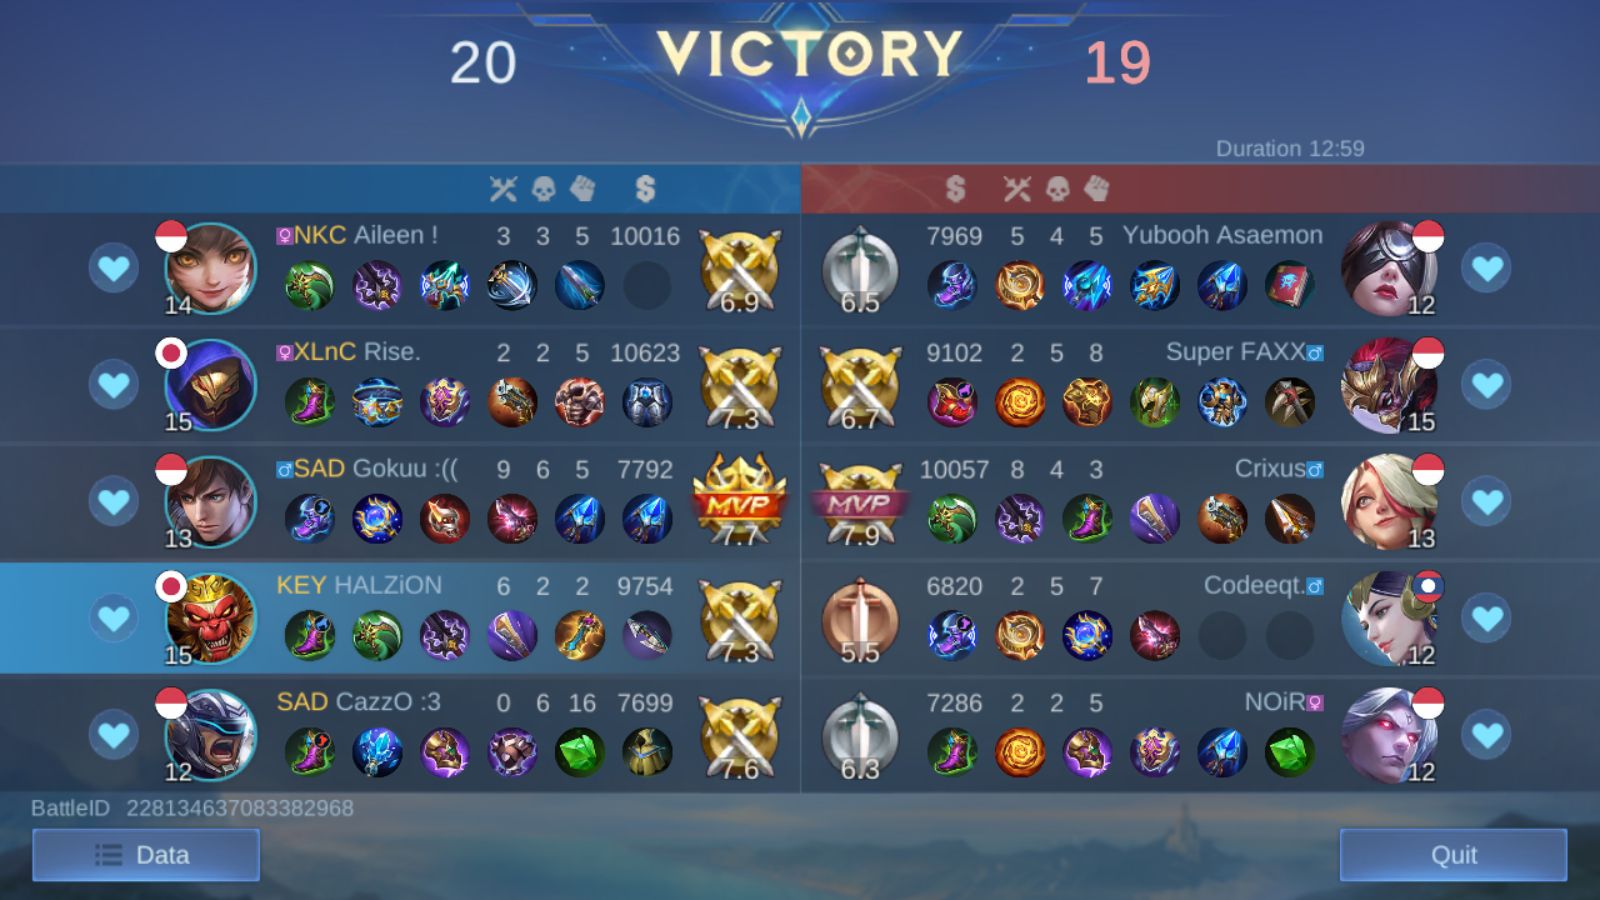 20 VICTORY 19
Duration 12:59
NKC Aileen ! 3 3 5 10016
14 6.9
6.5 7969 5 4 5 Yubooh Asaemon
12
XLnC Rise. 2 2 5 10623
15 7.3
6.7 9102 2 5 8 Super FAXX
15
SAD Gokuu :(( 9 6 5 7792
13 MVP 7.7
MVP 7.9 10057 8 4 3 Crixus
13
KEY HALZiON 6 2 2 9754
15 7.3
5.5 6820 2 5 7 Codeeqt.
12
SAD CazzO :3 0 6 16 7699
12 7.6
6.3 7286 2 2 5 NOiR
12
BattleID 228134637083382968
Data
Quit